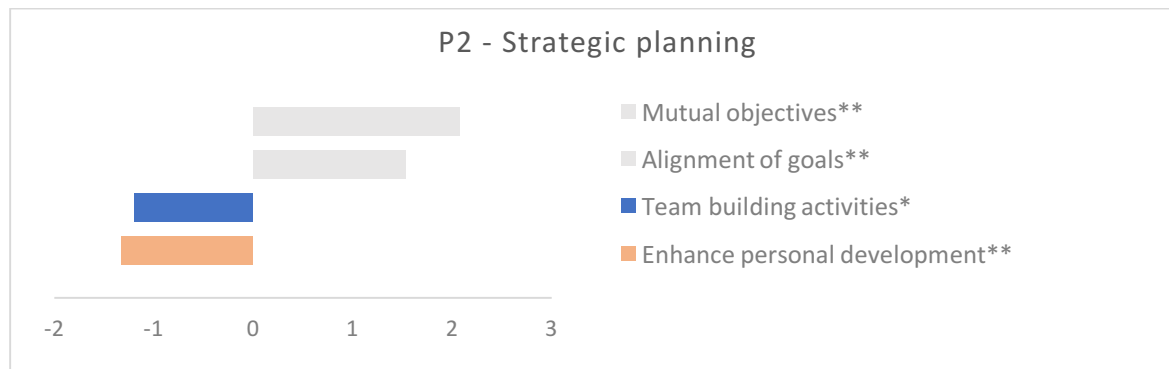 P2 - Strategic planning
Mutual objectives**
Alignment of goals**
Team building activities*
Enhance personal development**
-2 -1 0 1 2 3